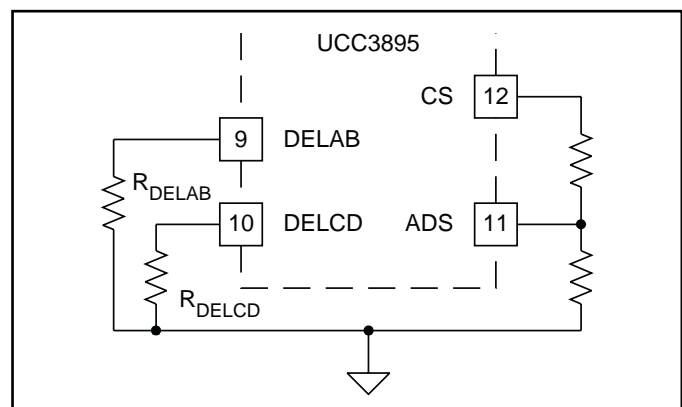 UCC3895
CS 12
9 DELAB
R_DELAB
10 DELCD
ADS 11
R_DELCD